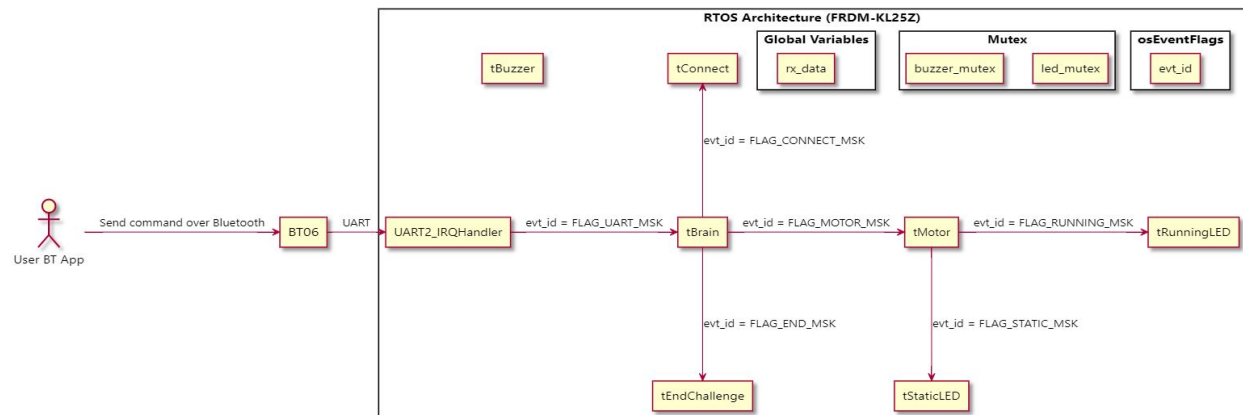 RTOS Architecture (FRDM-KL25Z)
Global Variables
Mutex
osEventFlags
tBuzzer
tConnect
rx_data
buzzer_mutex
led_mutex
evt_id
evt_id = FLAG_CONNECT_MSK
Send command over Bluetooth
UART
evt_id = FLAG_UART_MSK
evt_id = FLAG_MOTOR_MSK
evt_id = FLAG_RUNNING_MSK
BT06
UART2_IRQHandler
tBrain
tMotor
tRunningLED
User BT App
evt_id = FLAG_END_MSK
evt_id = FLAG_STATIC_MSK
tEndChallenge
tStaticLED